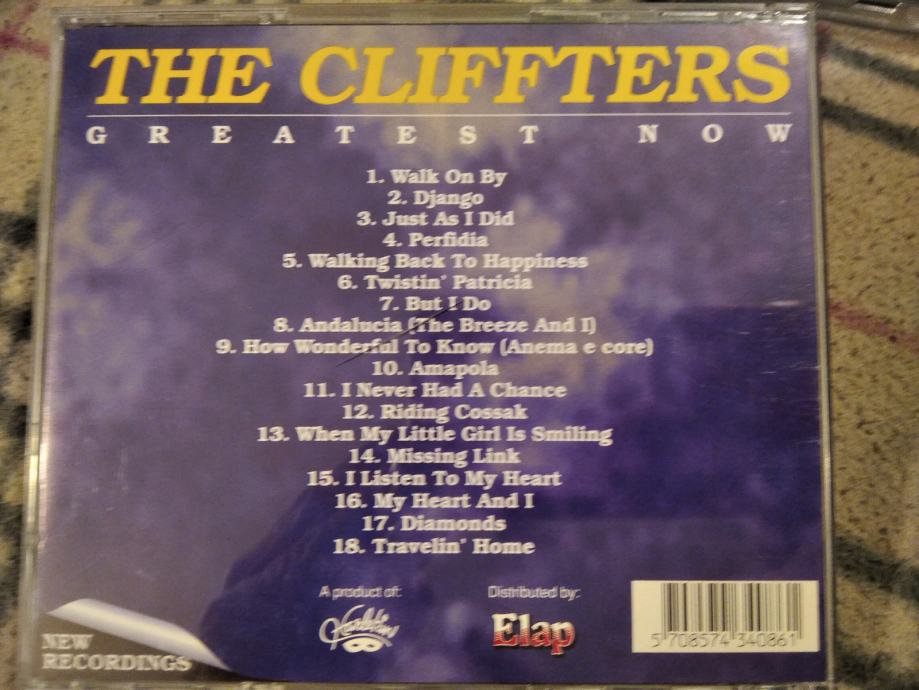 THE CLIFFTERS
GREATEST NOW
1. Walk On By
2. Django
3. Just As I Did
4. Perfidia
5. Walking Back To Happiness
6. Twistin' Patricia
7. But I Do
8. Andalucia (The Breeze And I)
9. How Wonderful To Know (Anema e core)
10. Amapola
11. I Never Had A Chance
12. Riding Cossak
13. When My Little Girl Is Smiling
14. Missing Link
15. I Listen To My Heart
16. My Heart And I
17. Diamonds
18. Travelin' Home
A product of:
Distributed by:
Elap
5 708574 340861
NEW
RECORDINGS